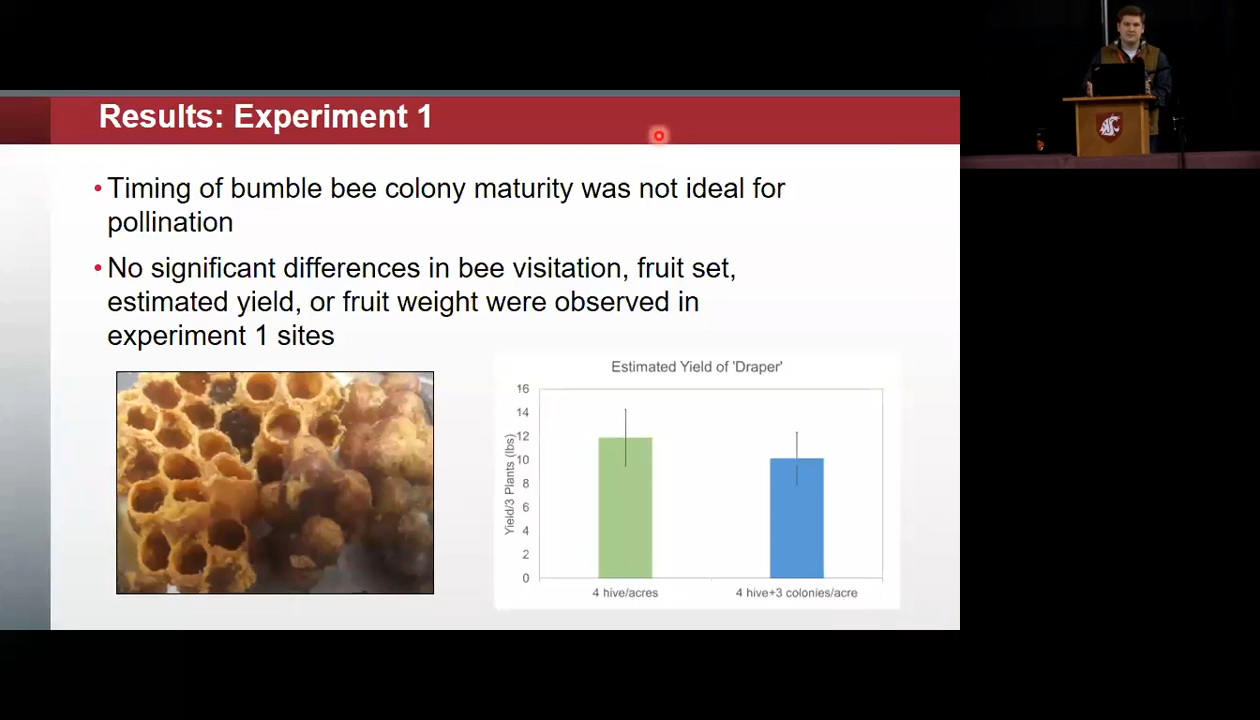 Results: Experiment 1
• Timing of bumble bee colony maturity was not ideal for
pollination
• No significant differences in bee visitation, fruit set,
estimated yield, or fruit weight were observed in
experiment 1 sites
Estimated Yield of 'Draper'
Yield/3 Plants (lbs)
16
14
12
10
8
6
4
2
0
4 hive/acres
4 hive+3 colonies/acre